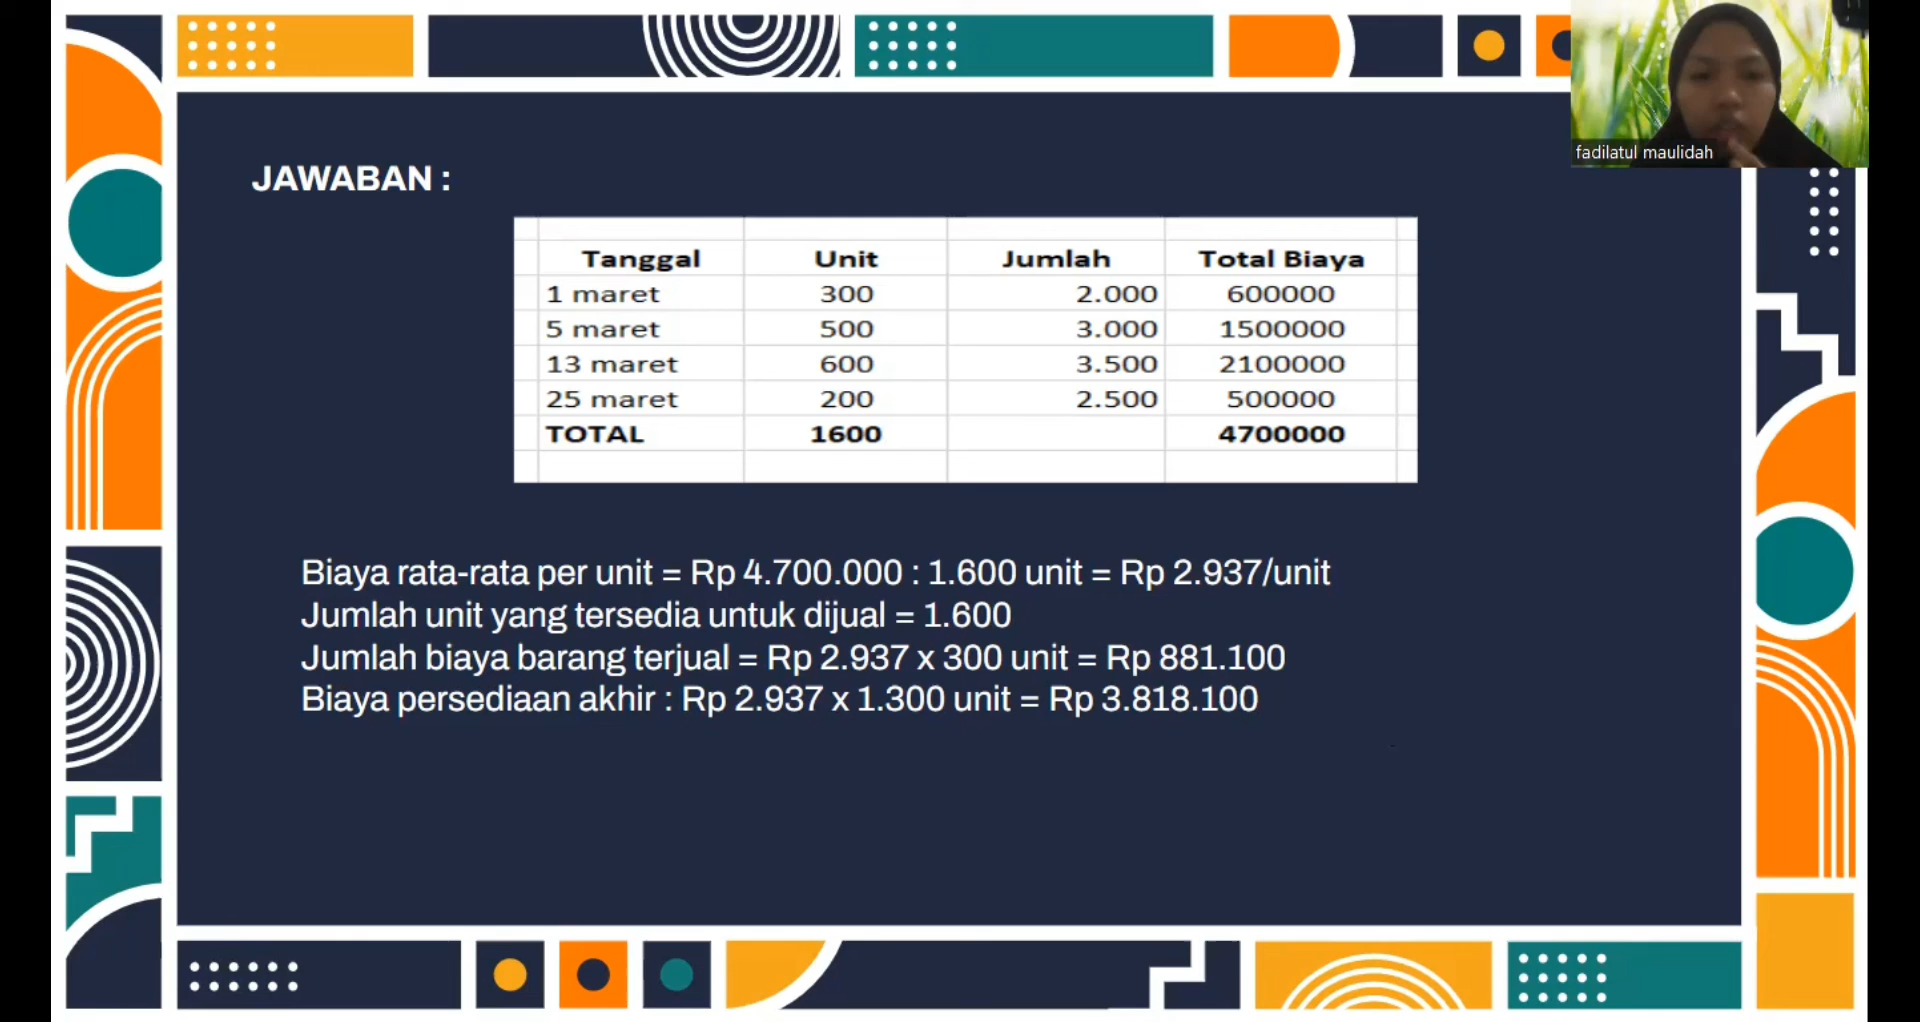 fadilatul maulidah
JAWABAN :
Tanggal Unit Jumlah Total Biaya
1 maret 300 2.000 600000
5 maret 500 3.000 1500000
13 maret 600 3.500 2100000
25 maret 200 2.500 500000
TOTAL 1600 4700000
Biaya rata-rata per unit = Rp 4.700.000 : 1.600 unit = Rp 2.937/unit
Jumlah unit yang tersedia untuk dijual = 1.600
Jumlah biaya barang terjual = Rp 2.937 x 300 unit = Rp 881.100
Biaya persediaan akhir : Rp 2.937 x 1.300 unit = Rp 3.818.100